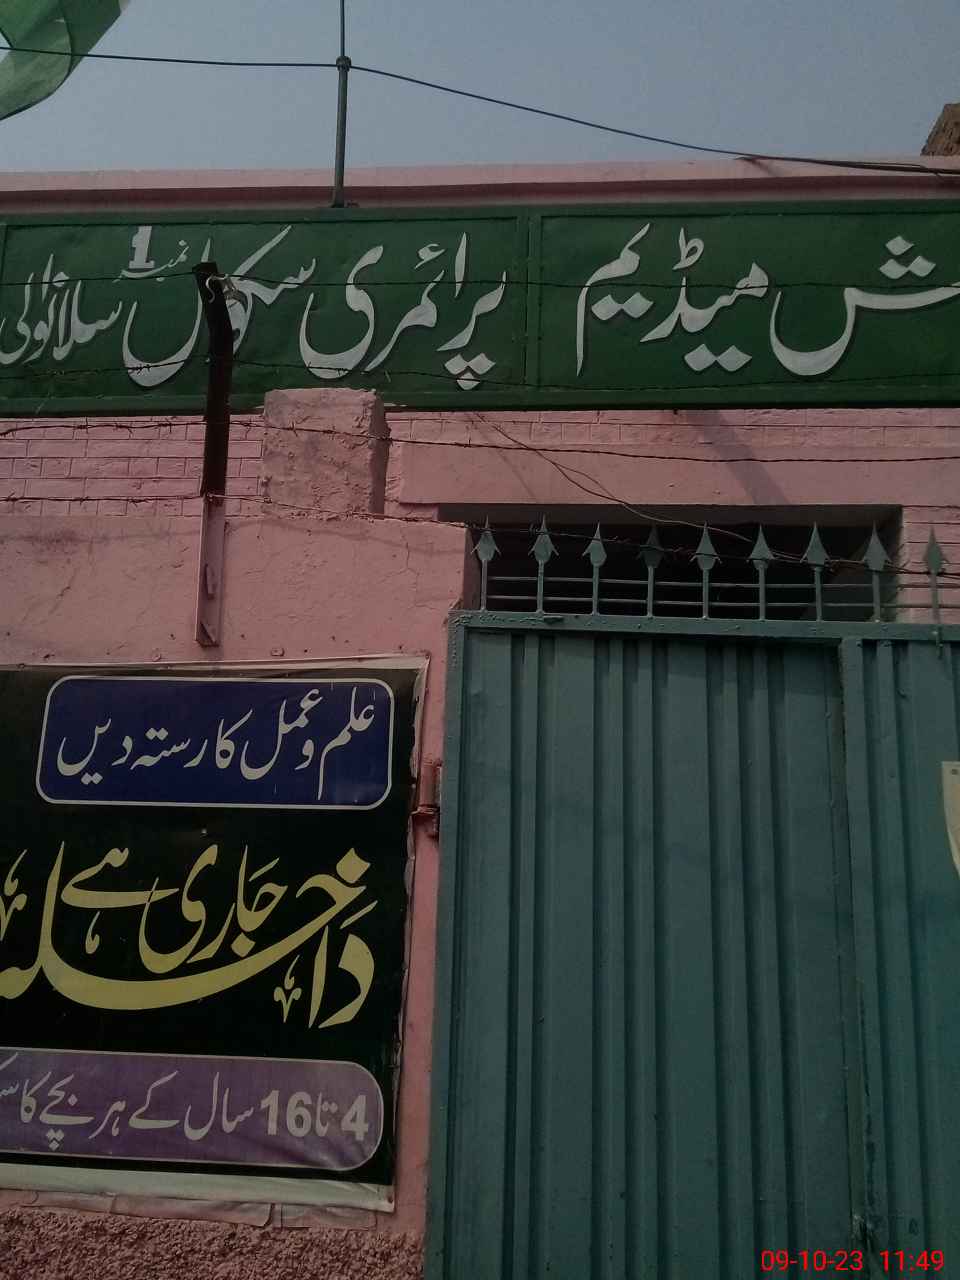 ش میڈیم پرائمری سکول نمبر 1 سلانوالی
علم و عمل کا رستہ دیں
داخلہ جاری ہے
4 تا 16 سال کے ہر بچے کا
09-10-23 11:49